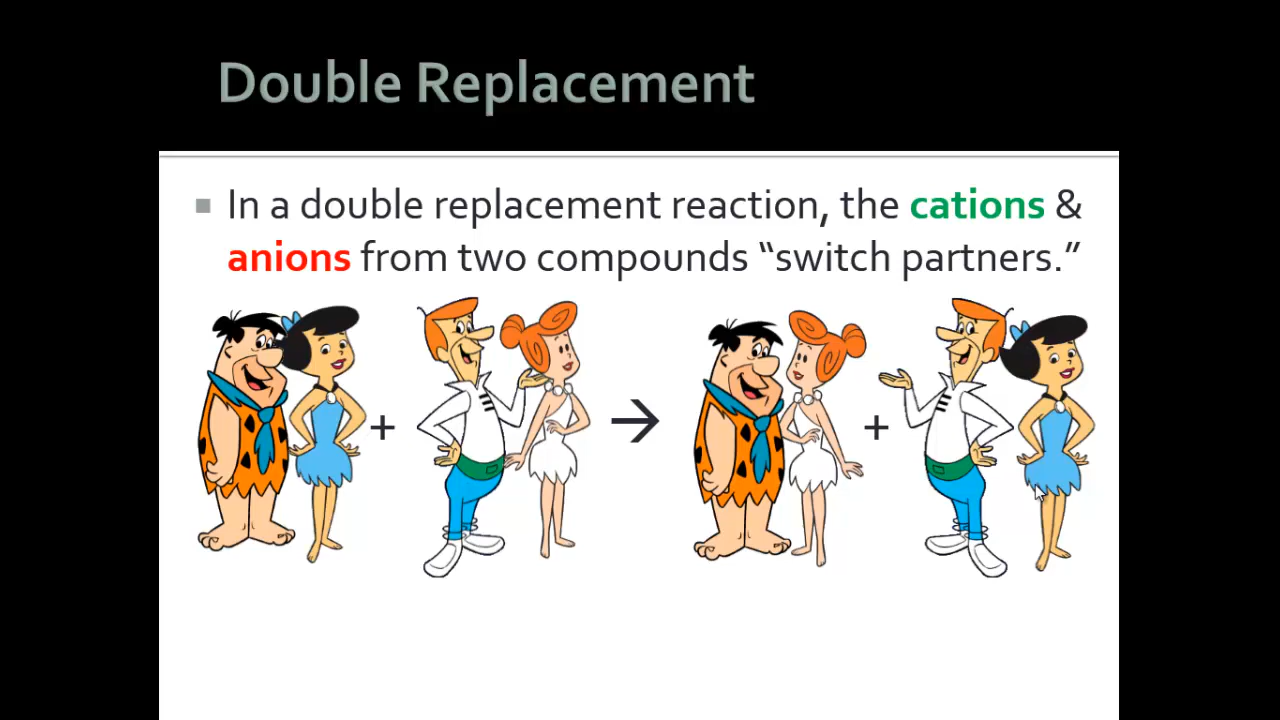 Double Replacement
In a double replacement reaction, the cations &
anions from two compounds “switch partners.”
+ → +